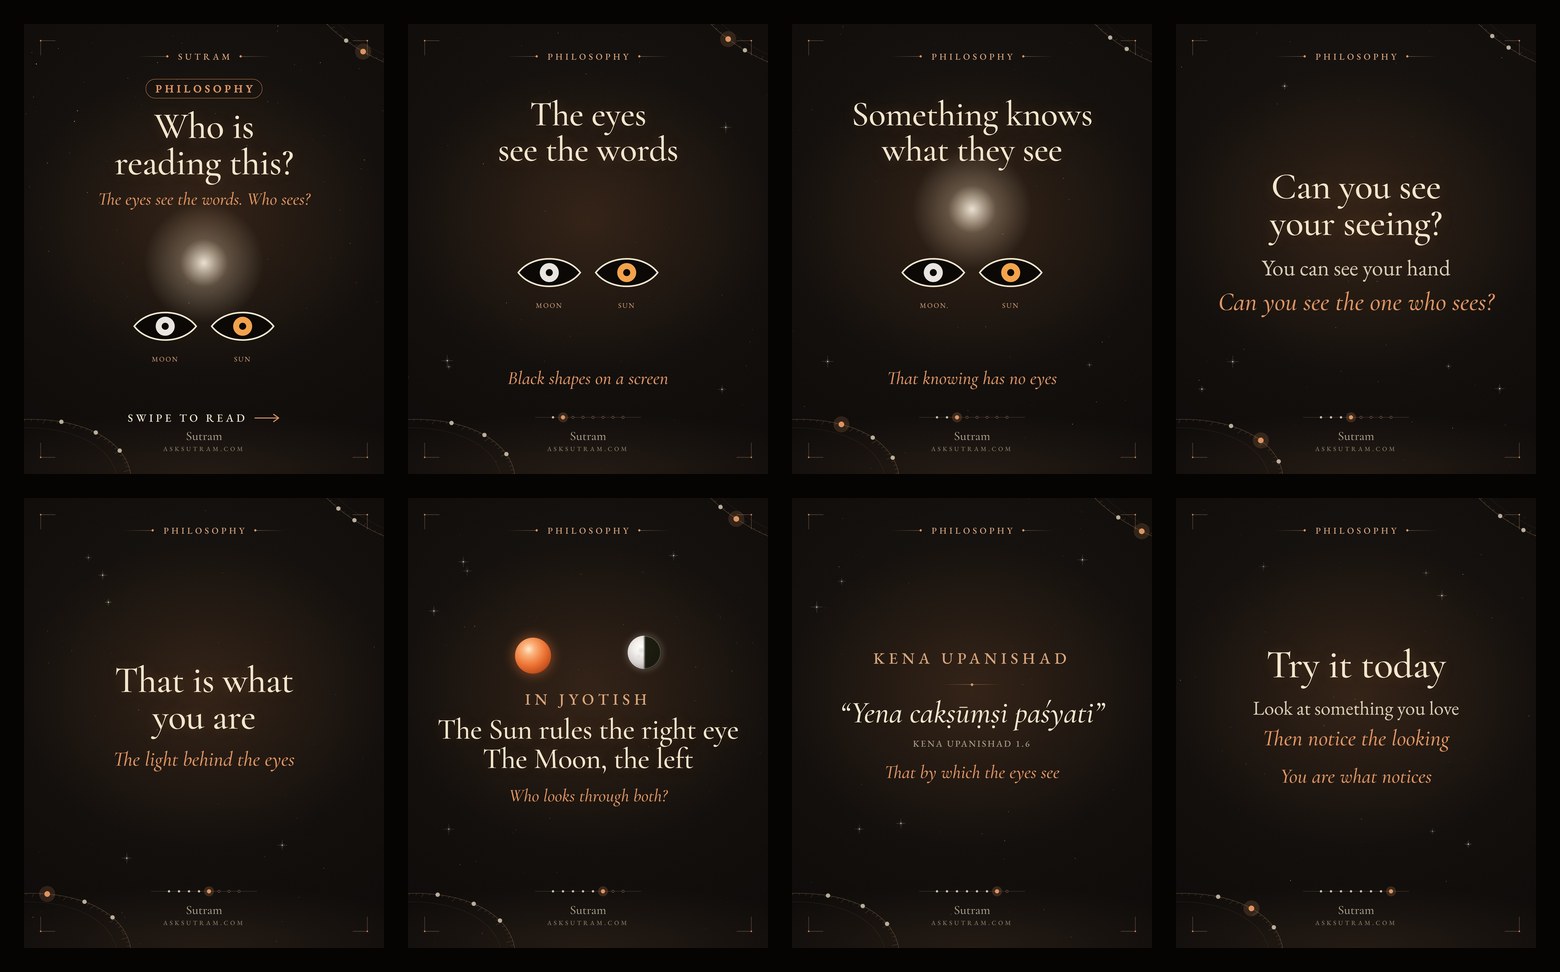 SUTRAM
PHILOSOPHY
Who is
reading this?
The eyes see the words. Who sees?
MOON SUN
SWIPE TO READ
Sutram
ASKSUTRAM.COM
PHILOSOPHY
The eyes
see the words
MOON SUN
Black shapes on a screen
Sutram
ASKSUTRAM.COM
PHILOSOPHY
Something knows
what they see
MOON. SUN
That knowing has no eyes
Sutram
ASKSUTRAM.COM
PHILOSOPHY
Can you see
your seeing?
You can see your hand
Can you see the one who sees?
Sutram
ASKSUTRAM.COM
PHILOSOPHY
That is what
you are
The light behind the eyes
Sutram
ASKSUTRAM.COM
PHILOSOPHY
IN JYOTISH
The Sun rules the right eye
The Moon, the left
Who looks through both?
Sutram
ASKSUTRAM.COM
PHILOSOPHY
KENA UPANISHAD
“Yena cakṣūṃṣi paśyati”
KENA UPANISHAD 1.6
That by which the eyes see
Sutram
ASKSUTRAM.COM
PHILOSOPHY
Try it today
Look at something you love
Then notice the looking
You are what notices
Sutram
ASKSUTRAM.COM